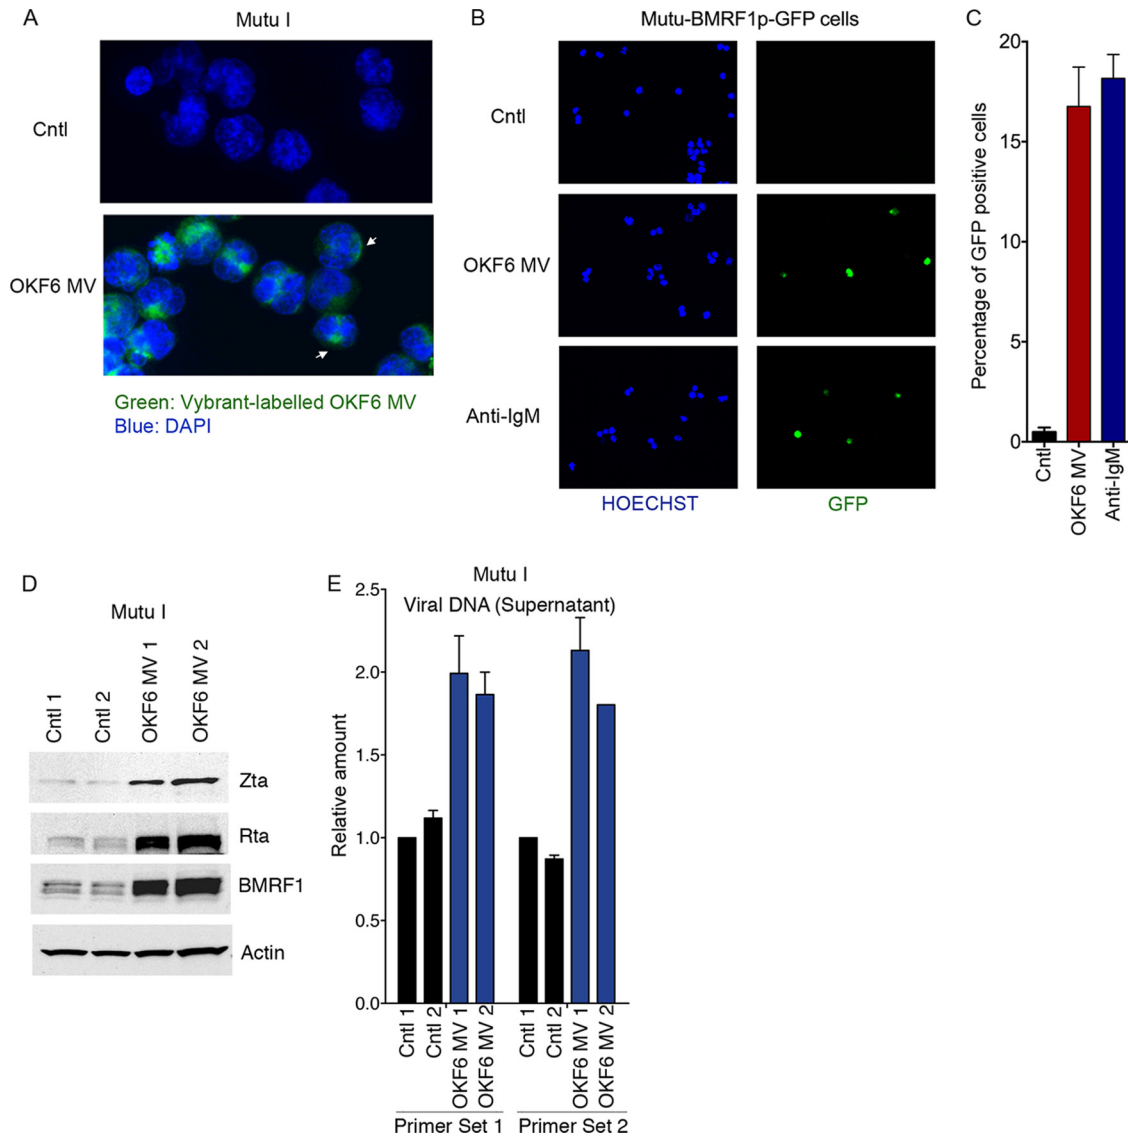 A
Mutu I
Cntl
OKF6 MV
Green: Vybrant-labelled OKF6 MV
Blue: DAPI
B
Mutu-BMRF1p-GFP cells
Cntl
OKF6 MV
Anti-IgM
HOECHST
GFP
C
Percentage of GFP positive cells
20
15
10
5
0
Cntl
OKF6 MV
Anti-IgM
D
Mutu I
Cntl 1
Cntl 2
OKF6 MV 1
OKF6 MV 2
Zta
Rta
BMRF1
Actin
E
Mutu I
Viral DNA (Supernatant)
Relative amount
2.5
2.0
1.5
1.0
0.5
0.0
Cntl 1
Cntl 2
OKF6 MV 1
OKF6 MV 2
Cntl 1
Cntl 2
OKF6 MV 1
OKF6 MV 2
Primer Set 1
Primer Set 2